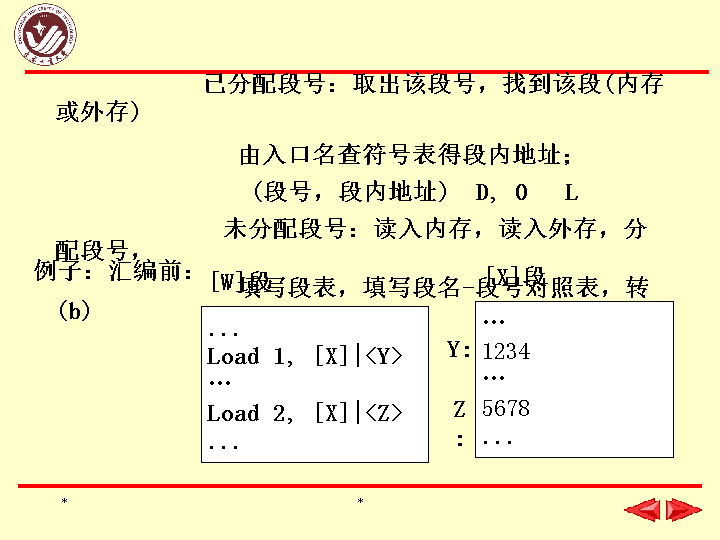 已分配段号：取出该段号，找到该段(内存
或外存)
由入口名查符号表得段内地址；
(段号，段内地址)  D, 0   L
未分配段号：读入内存，读入外存，分
配段号，
填写段表，填写段名-段号对照表，转
(b)
例子：汇编前：
[W]段
[X]段
...
Load 1, [X]|<Y>
…
Load 2, [X]|<Z>
...
…
Y: 1234
…
Z: 5678
...
*
*